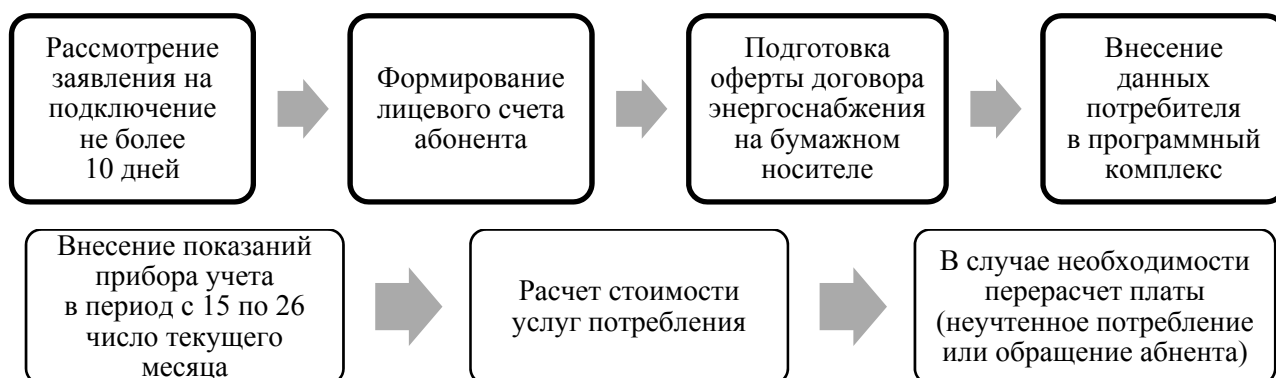 Рассмотрение
заявления на
подключение
не более
10 дней
Формирование
лицевого счета
абонента
Подготовка
оферты договора
энергоснабжения
на бумажном
носителе
Внесение
данных
потребителя
в программный
комплекс
Внесение показаний
прибора учета
в период с 15 по 26
число текущего
месяца
Расчет стоимости
услуг потребления
В случае необходимости
перерасчет платы
(неучтенное потребление
или обращение абнента)